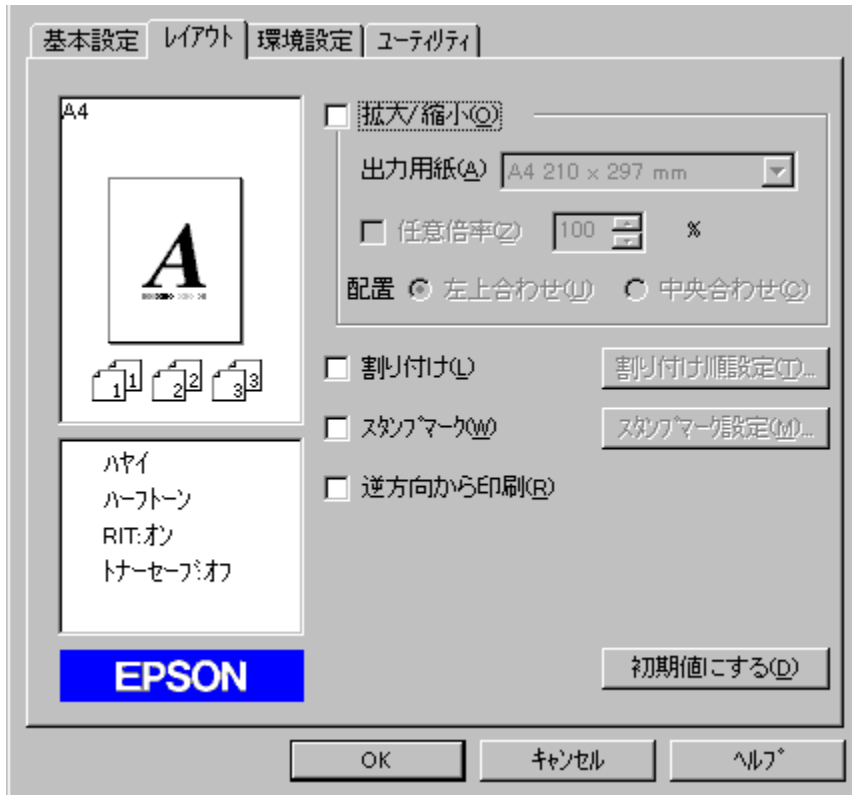 基本設定 レイアウト 環境設定 ユーティリティ
A4
A
1 1 2 2 3 3
拡大/縮小(O)
出力用紙(A) A4 210 x 297 mm
任意倍率(Z) 100 %
配置 左上合わせ(U) 中央合わせ(C)
割り付け(L) 割り付け順設定(T)...
スタンプマーク(W) スタンプマーク設定(M)...
逆方向から印刷(R)
ハヤイ
ハーフトーン
RIT:オン
トナーセーブ:オフ
EPSON
初期値にする(D)
OK キャンセル ヘルプ